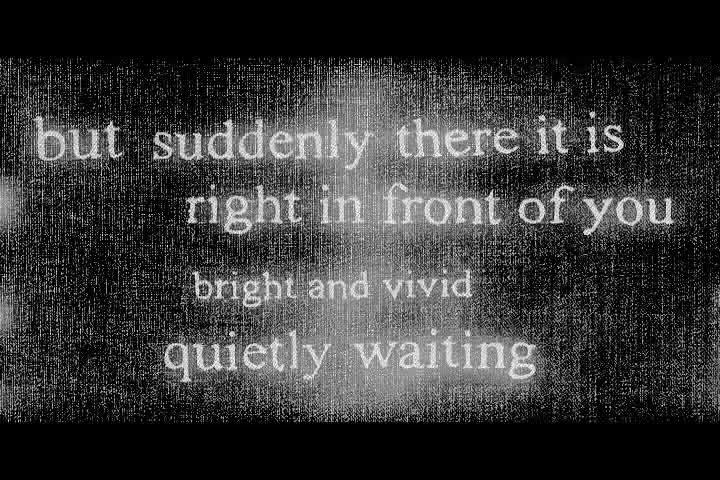 but suddenly there it is
right in front of you
bright and vivid
quietly waiting